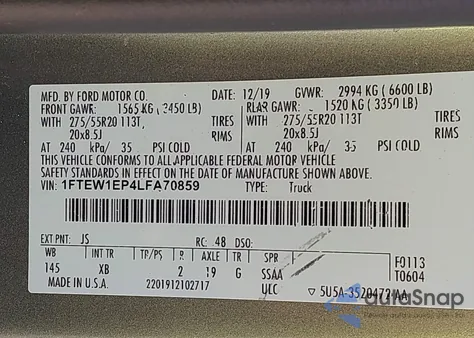 MFD. BY FORD MOTOR CO. DATE: 12/19 GVWR: 2994 KG ( 6600 LB)
FRONT GAWR: 1565 KG ( 3450 LB) REAR GAWR: 1520 KG ( 3350 LB)
WITH 275/55R20 113T, TIRES WITH 275/55R20 113T TIRES
20x8.5J RIMS 20x8.5J RIMS
AT 240 kPa/ 35 PSI COLD AT 240 kPa/ 35 PSI COLD
THIS VEHICLE CONFORMS TO ALL APPLICABLE FEDERAL MOTOR VEHICLE
SAFETY STANDARDS IN EFFECT ON THE DATE OF MANUFACTURE SHOWN ABOVE.
VIN: 1FTEW1EP4LFA70859 TYPE: Truck
EXT PNT: JS RC: 48 DSO:
WB INT TR TP/PS R AXLE TR SPR F0113
145 XB 2 19 G SSAA T0604
MADE IN U.S.A. 2201912102717 ULC ▽ 5U5A-3520472-AA
autoSnap